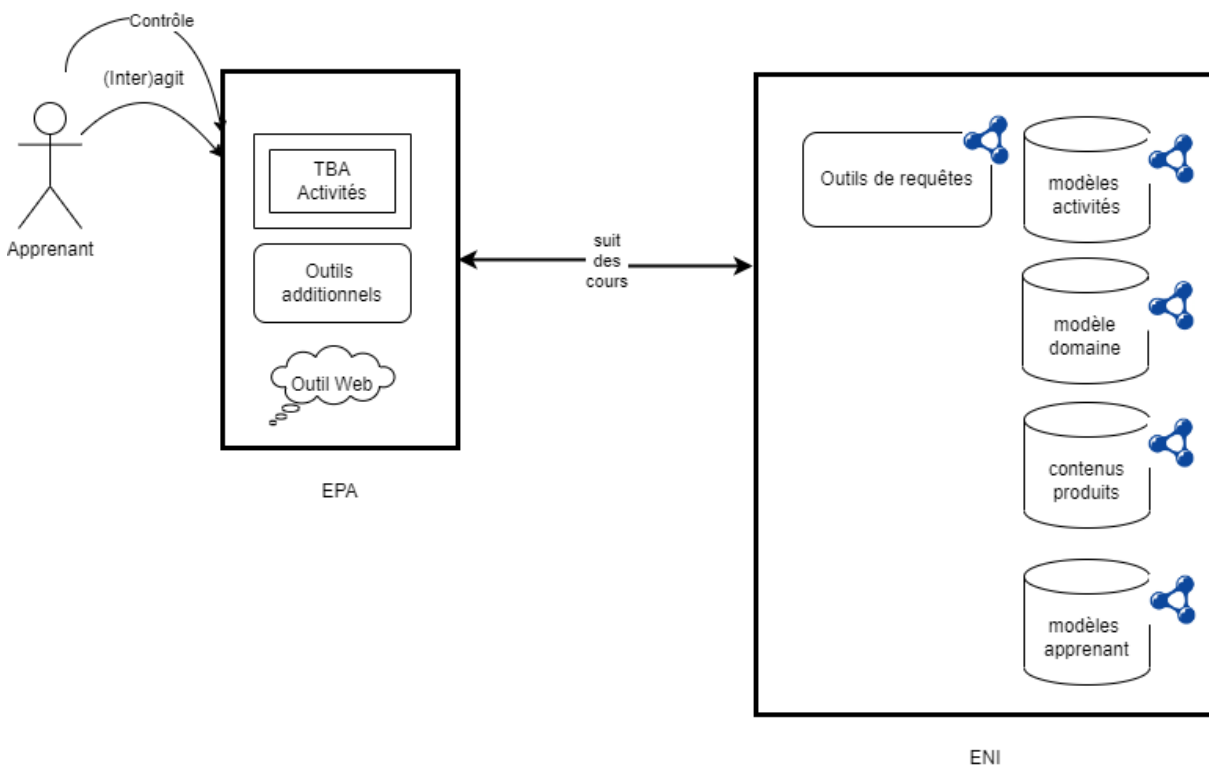 Contrôle
(Inter)agit
Apprenant
TBA
Activités
Outils
additionnels
Outil Web
EPA
suit
des
cours
Outils de requêtes
modèles
activités
modèle
domaine
contenus
produits
modèles
apprenant
ENI